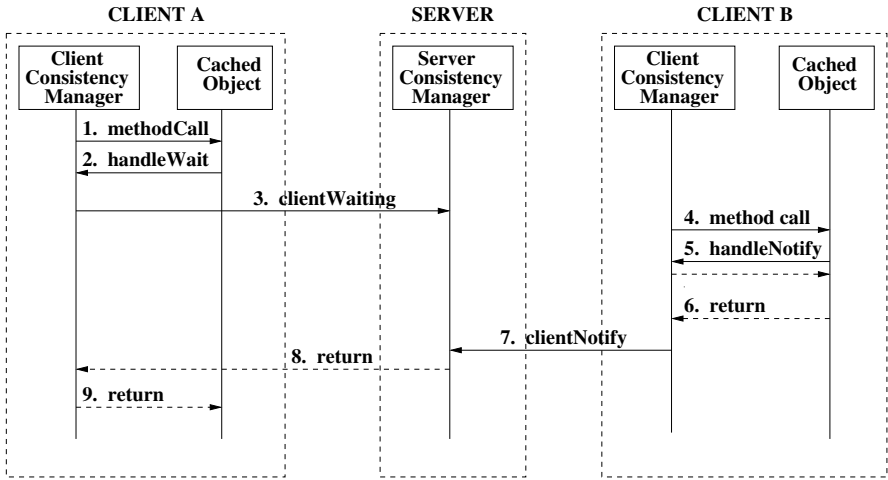 CLIENT A
SERVER
CLIENT B
Client
Consistency
Manager
Cached
Object
Server
Consistency
Manager
Client
Consistency
Manager
Cached
Object
1. methodCall
2. handleWait
3. clientWaiting
4. method call
5. handleNotify
6. return
7. clientNotify
8. return
9. return